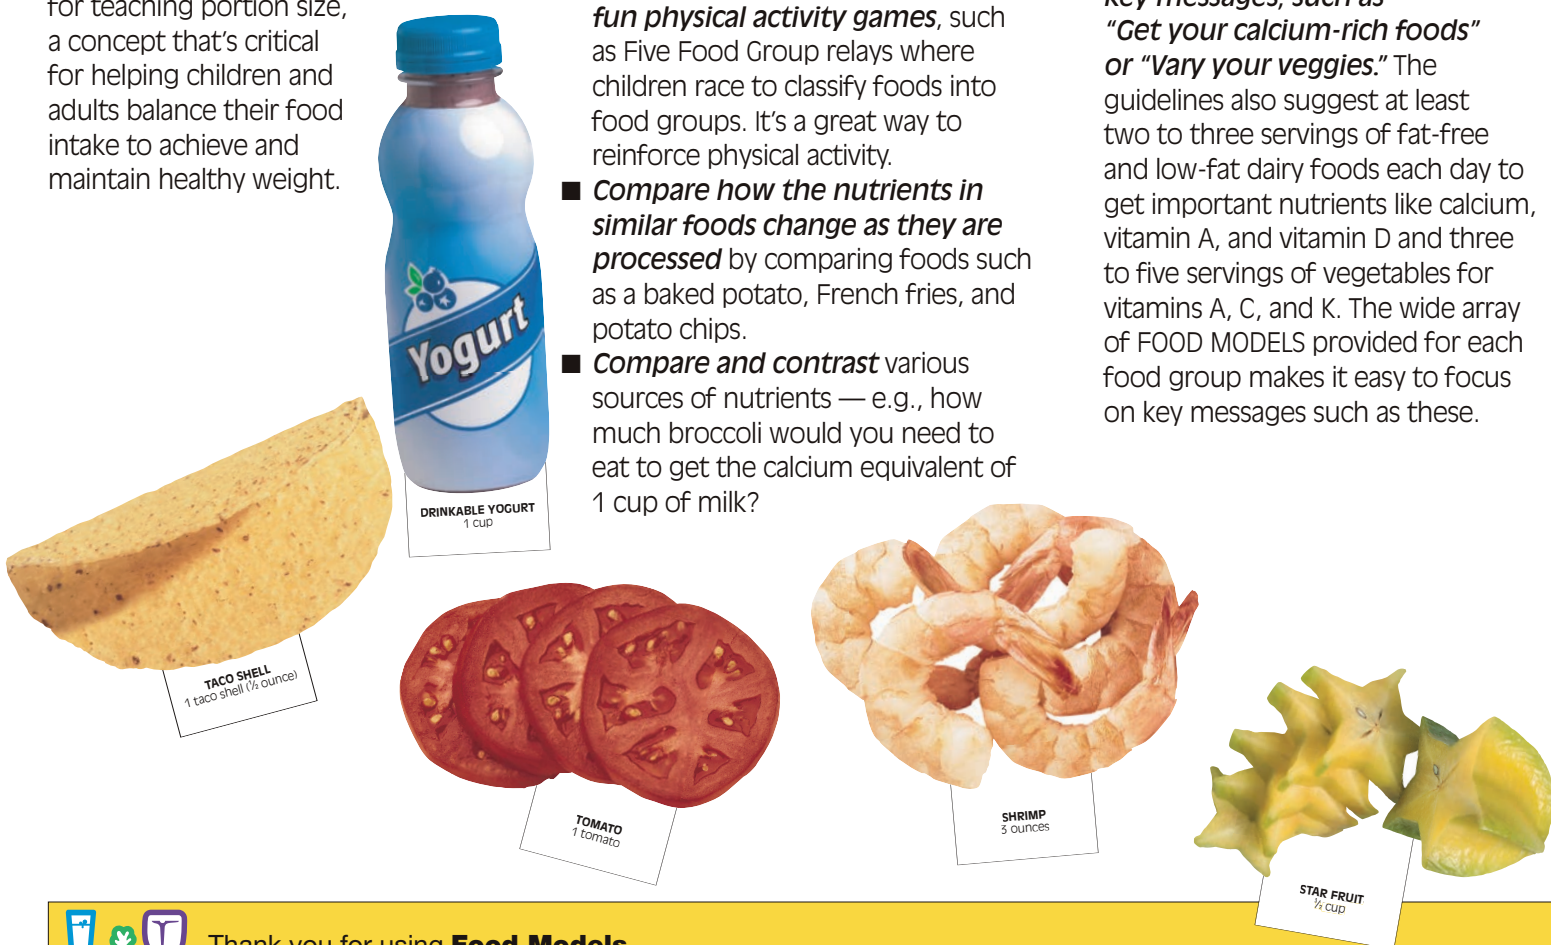 for teaching portion size,
a concept that's critical
for helping children and
adults balance their food
intake to achieve and
maintain healthy weight.
fun physical activity games, such
as Five Food Group relays where
children race to classify foods into
food groups. It's a great way to
reinforce physical activity.
■ Compare how the nutrients in
similar foods change as they are
processed by comparing foods such
as a baked potato, French fries, and
potato chips.
■ Compare and contrast various
sources of nutrients — e.g., how
much broccoli would you need to
eat to get the calcium equivalent of
1 cup of milk?
key messages, such as
“Get your calcium-rich foods”
or “Vary your veggies.” The
guidelines also suggest at least
two to three servings of fat-free
and low-fat dairy foods each day to
get important nutrients like calcium,
vitamin A, and vitamin D and three
to five servings of vegetables for
vitamins A, C, and K. The wide array
of FOOD MODELS provided for each
food group makes it easy to focus
on key messages such as these.
Yogurt
DRINKABLE YOGURT
1 cup
TACO SHELL
1 taco shell (½ ounce)
TOMATO
1 tomato
SHRIMP
3 ounces
STAR FRUIT
½ cup
Thank you for using Food Models